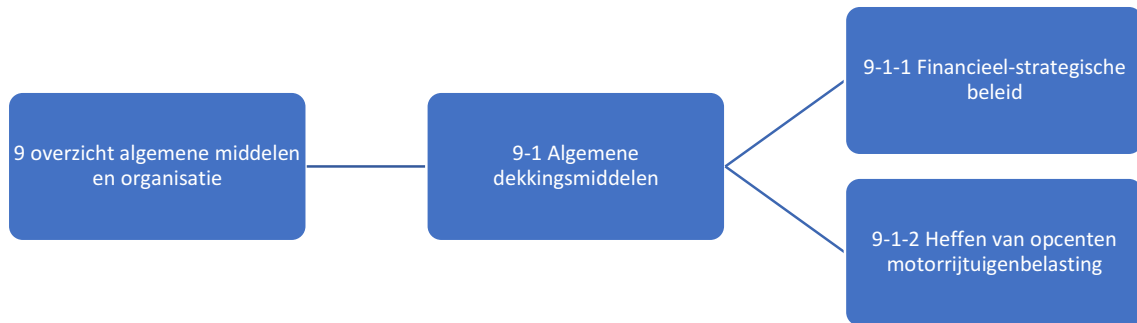 9 overzicht algemene middelen
en organisatie
9-1 Algemene
dekkingsmiddelen
9-1-1 Financieel-strategische
beleid
9-1-2 Heffen van opcenten
motorrijtuigenbelasting